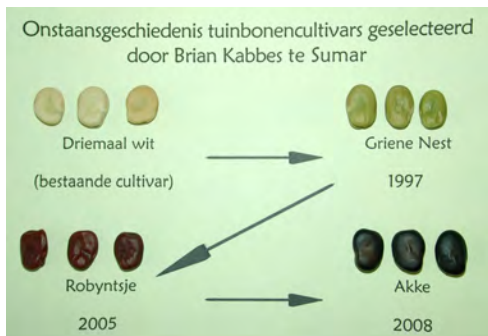 Onstaansgeschiedenis tuinbonencultivars geselecteerd
door Brian Kabbes te Sumar
Driemaal wit
(bestaande cultivar)
Griene Nest
1997
Robyntsje
2005
Akke
2008